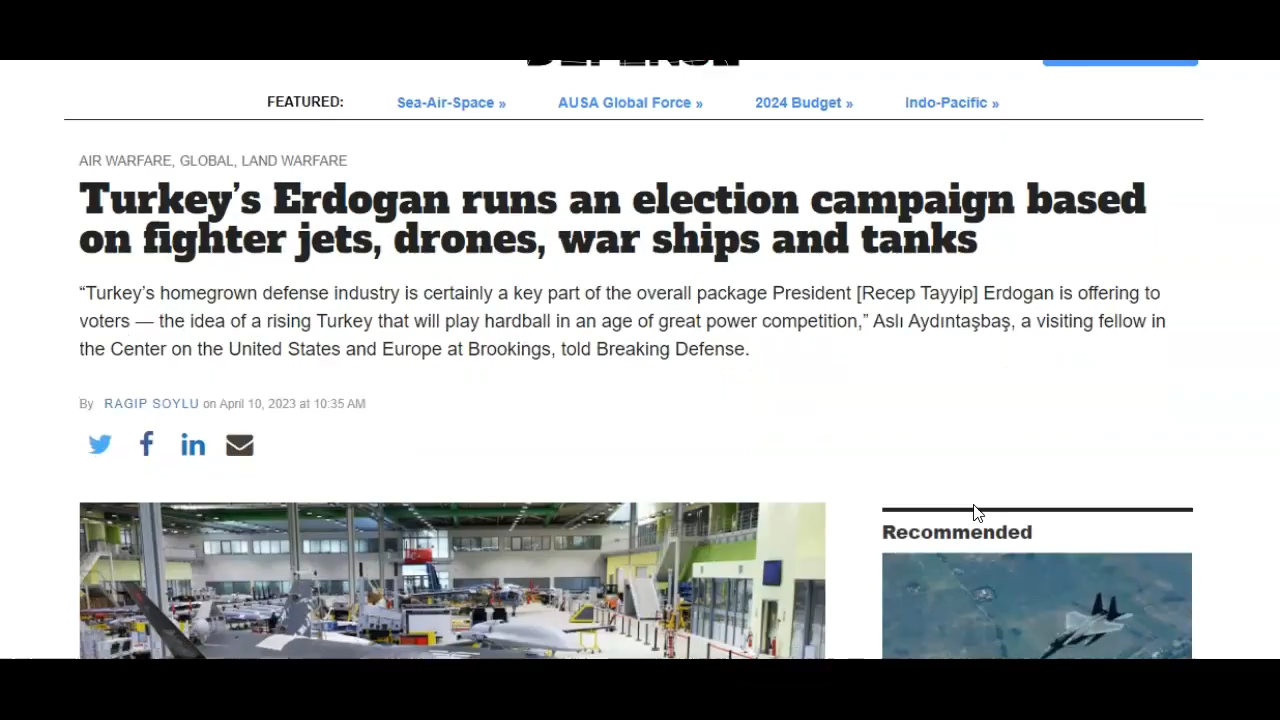 DEFENSE
FEATURED: Sea-Air-Space » AUSA Global Force » 2024 Budget » Indo-Pacific »
AIR WARFARE, GLOBAL, LAND WARFARE
Turkey’s Erdogan runs an election campaign based
on fighter jets, drones, war ships and tanks
“Turkey’s homegrown defense industry is certainly a key part of the overall package President [Recep Tayyip] Erdogan is offering to
voters — the idea of a rising Turkey that will play hardball in an age of great power competition,” Aslı Aydıntaşbaş, a visiting fellow in
the Center on the United States and Europe at Brookings, told Breaking Defense.
By RAGIP SOYLU on April 10, 2023 at 10:35 AM
Recommended